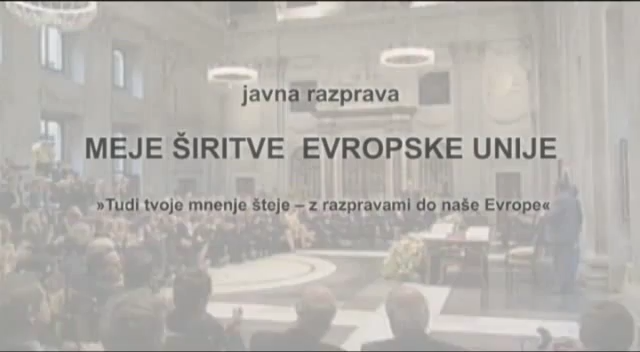 javna razprava
MEJE ŠIRITVE EVROPSKE UNIJE
»Tudi tvoje mnenje šteje – z razpravami do naše Evrope«